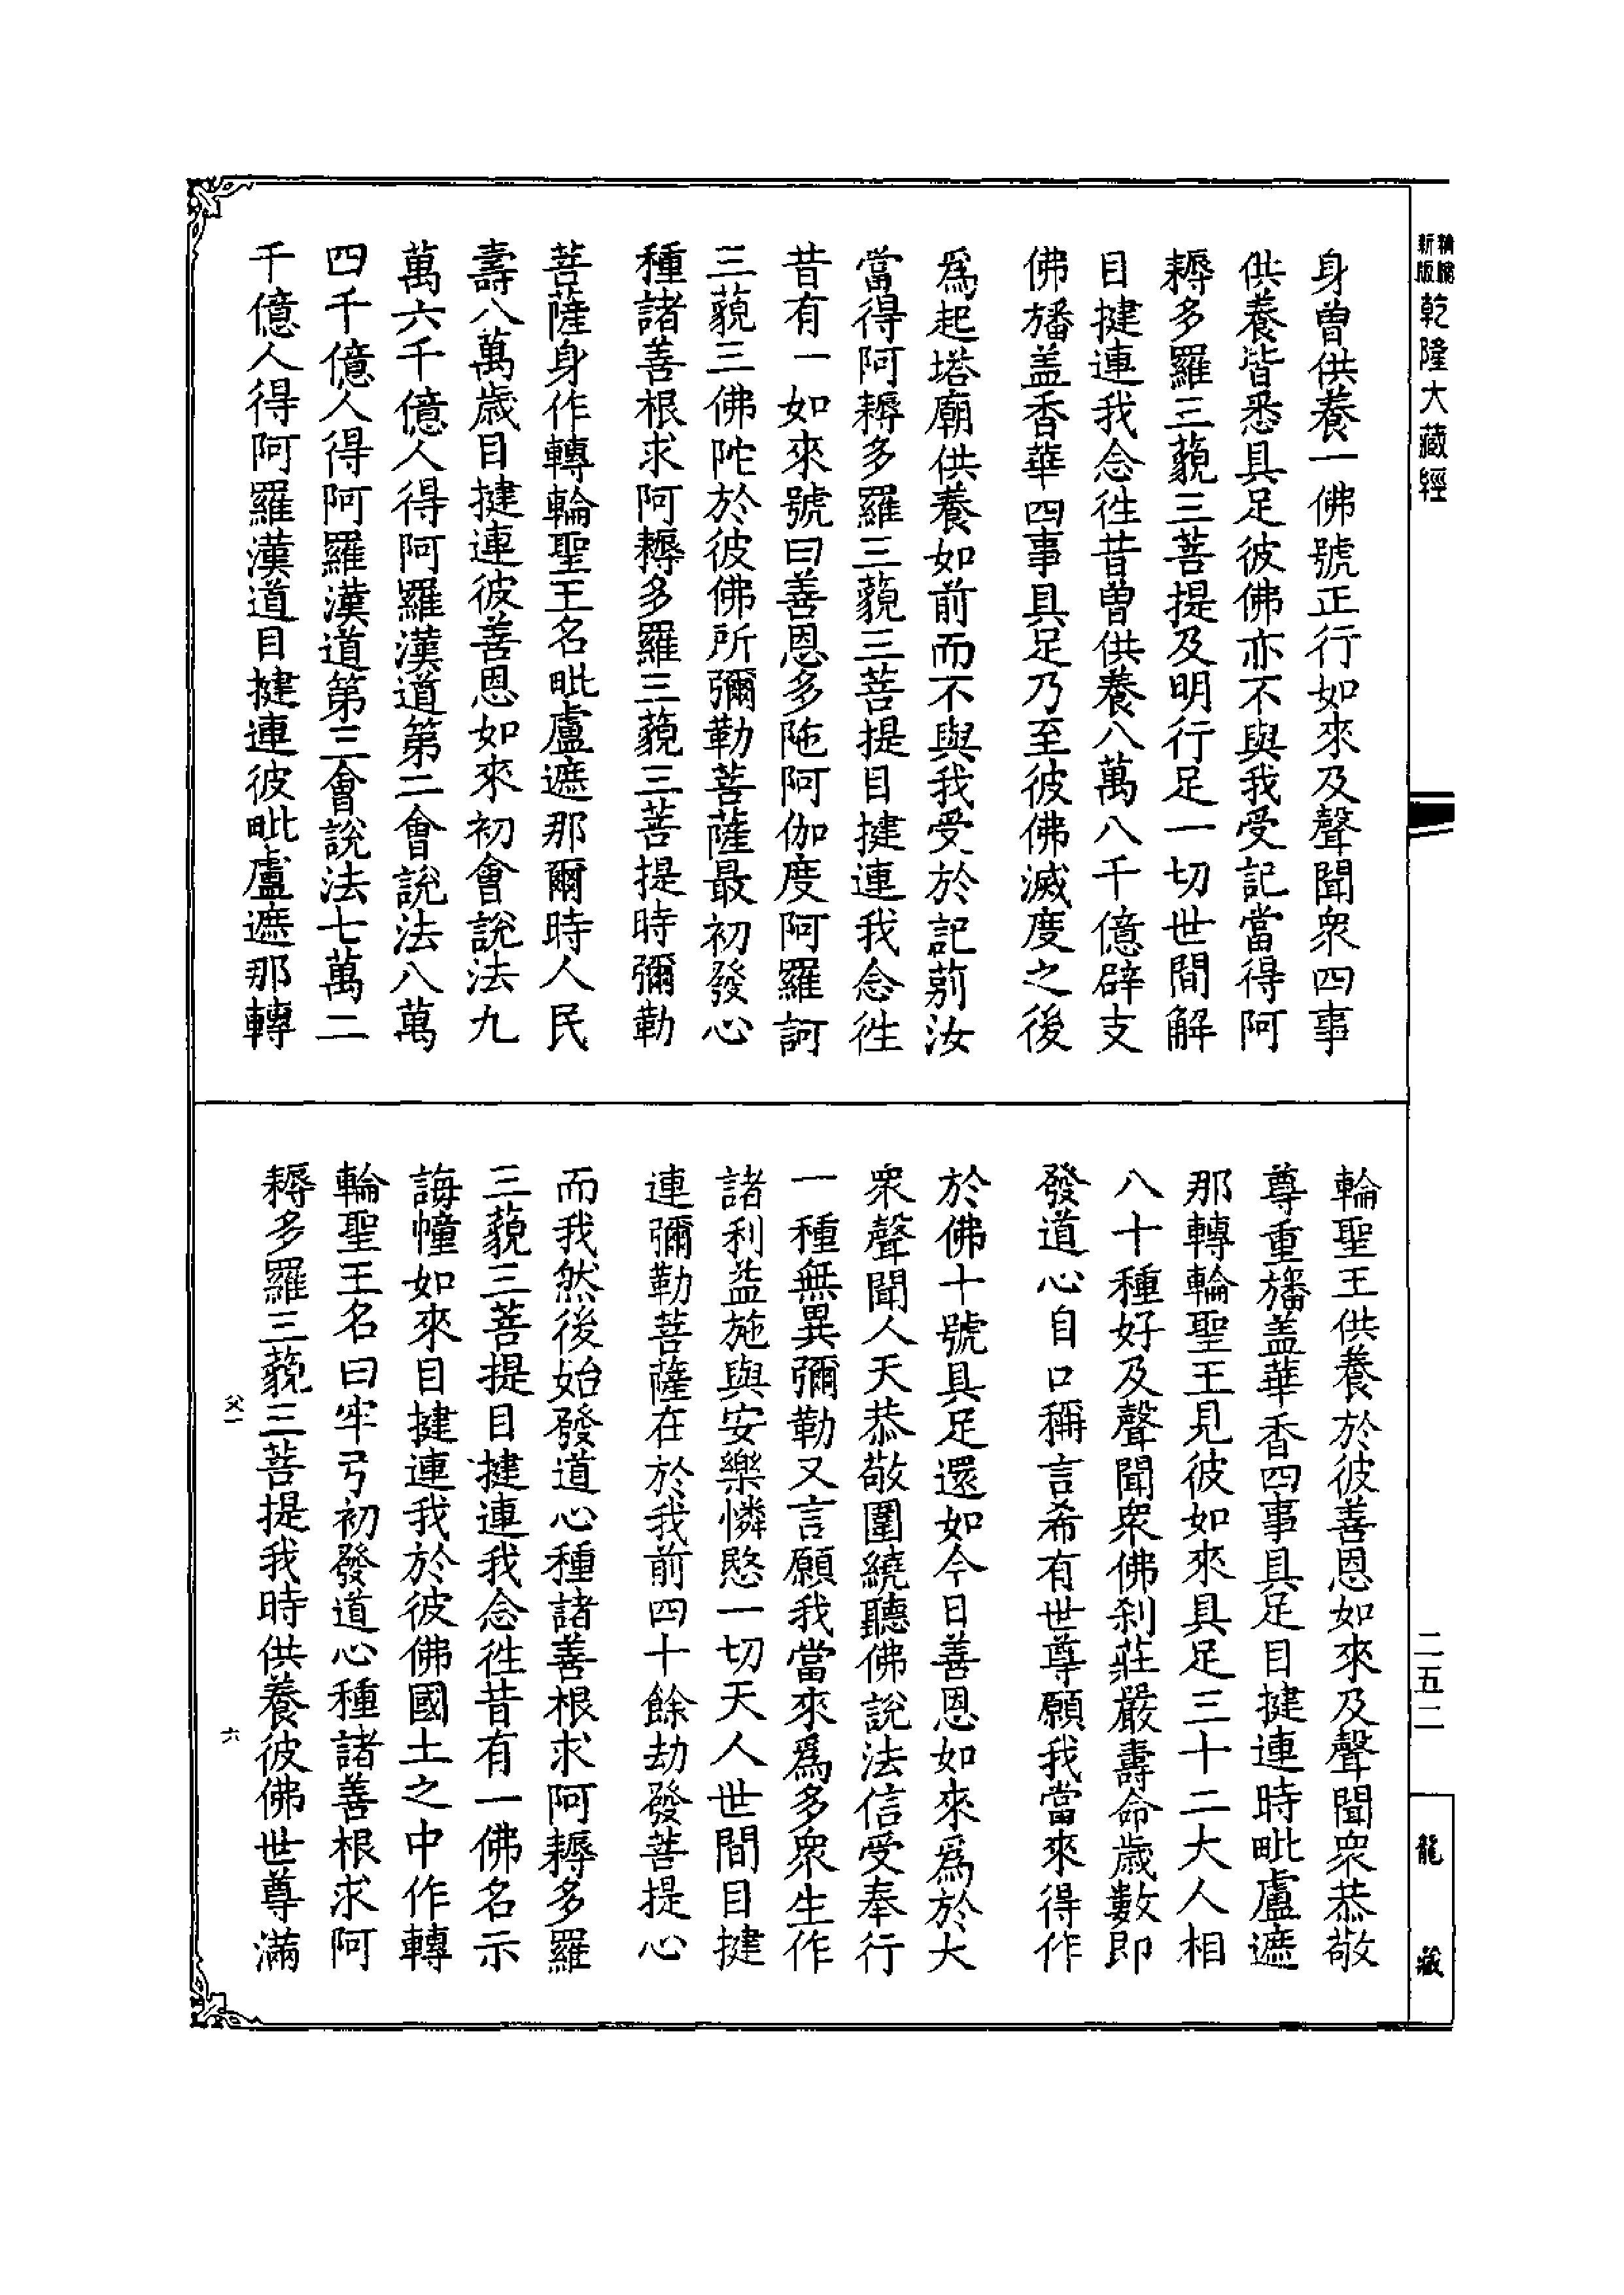 新版
乾隆大藏經
身曾供養一佛號正行如來及聲聞衆四事
供養皆悉具足彼佛亦不與我受記當得阿
耨多羅三藐三菩提及明行足一切世間解
目揵連我念徃昔曾供養八萬八千億辟支
佛旛盖香華四事具足乃至彼佛滅度之後
爲起塔廟供養如前而不與我受於記莂汝
當得阿耨多羅三藐三菩提目揵連我念徃
昔有一如來號曰善恩多陁阿伽度阿羅訶
三藐三佛陀於彼佛所彌勒菩薩最初發心
種諸善根求阿耨多羅三藐三菩提時彌勒
菩薩身作轉輪聖王名毗盧遮那爾時人民
壽八萬歲目揵連彼善恩如來初會說法九
萬六千億人得阿羅漢道第二會說法八萬
四千億人得阿羅漢道第三會說法七萬二
千億人得阿羅漢道目揵連彼毗盧遮那轉
輪聖王供養於彼善恩如來及聲聞衆恭敬
尊重旛盖華香四事具足目揵連時毗盧遮
那轉輪聖王見彼如來具足三十二大人相
八十種好及聲聞衆佛刹莊嚴壽命歲數即
發道心自口稱言希有世尊願我當來得作
於佛十號具足還如今日善恩如來爲於大
衆聲聞人天恭敬圍繞聽佛說法信受奉行
一種無異彌勒又言願我當來爲多衆生作
諸利益施與安樂憐愍一切天人世間目揵
連彌勒菩薩在於我前四十餘劫發菩提心
而我然後始發道心種諸善根求阿耨多羅
三藐三菩提目揵連我念徃昔有一佛名示
誨幢如來目揵連我於彼佛國土之中作轉
輪聖王名曰牢弓初發道心種諸善根求阿
耨多羅三藐三菩提我時供養彼佛世尊滿
父一
六
二五二
龍藏